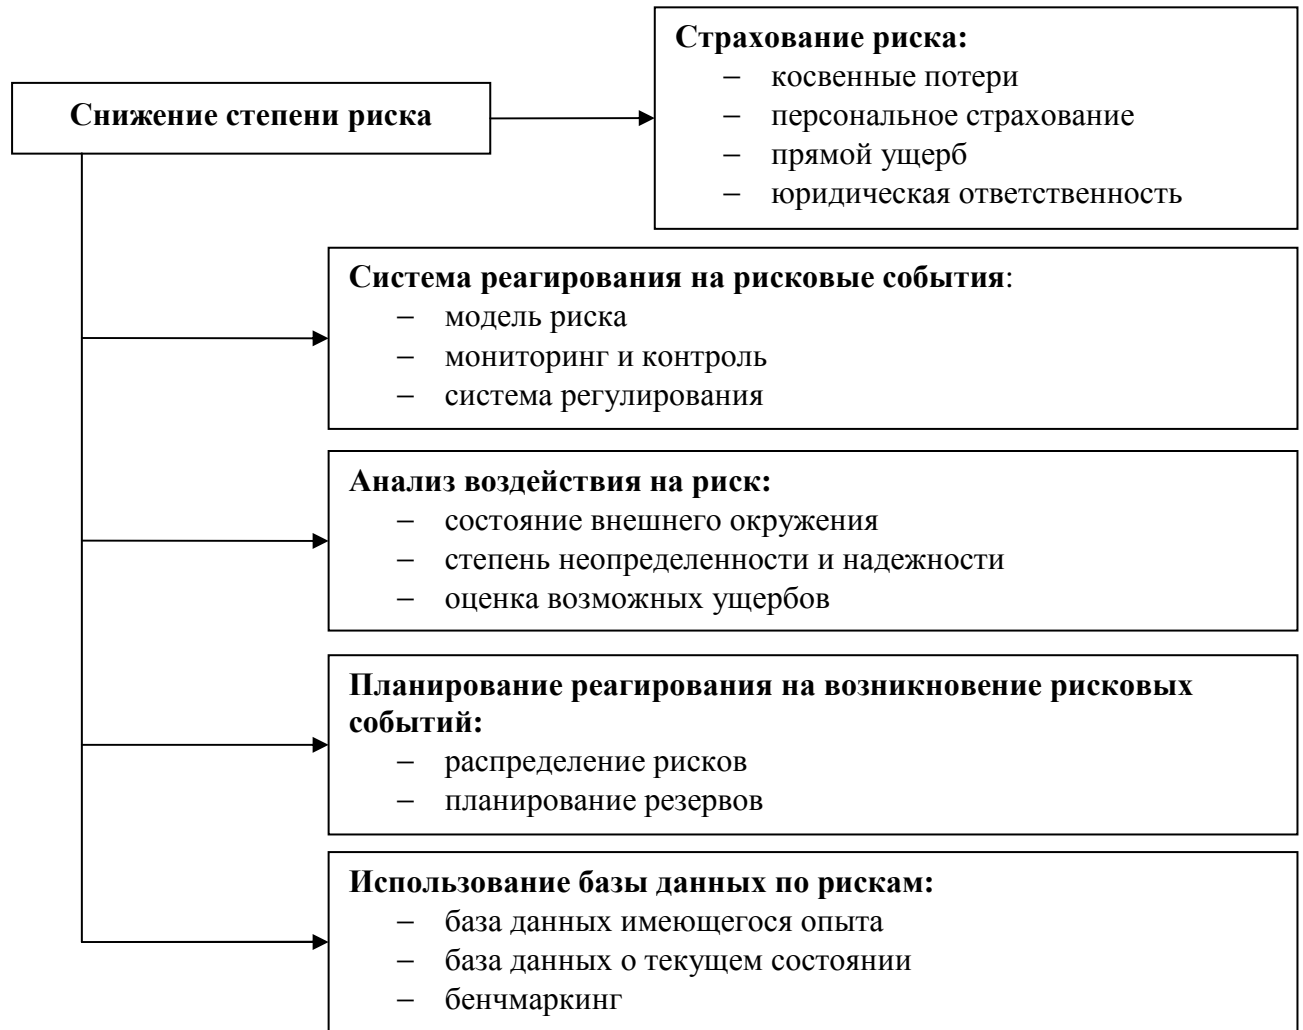 Снижение степени риска
Страхование риска:
– косвенные потери
– персональное страхование
– прямой ущерб
– юридическая ответственность
Система реагирования на рисковые события:
– модель риска
– мониторинг и контроль
– система регулирования
Анализ воздействия на риск:
– состояние внешнего окружения
– степень неопределенности и надежности
– оценка возможных ущербов
Планирование реагирования на возникновение рисковых
событий:
– распределение рисков
– планирование резервов
Использование базы данных по рискам:
– база данных имеющегося опыта
– база данных о текущем состоянии
– бенчмаркинг